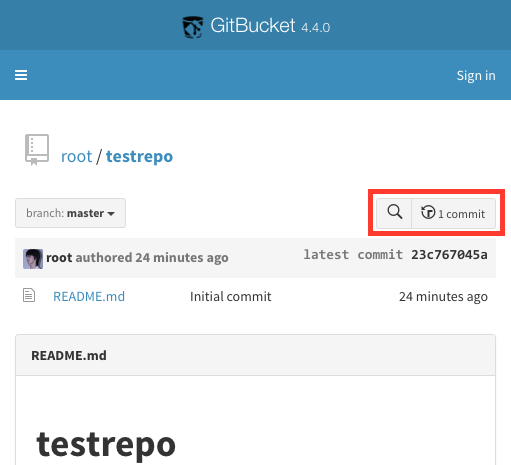 GitBucket 4.4.0
Sign in
root / testrepo
branch: master
1 commit
root authored 24 minutes ago
latest commit 23c767045a
README.md Initial commit 24 minutes ago
README.md
testrepo